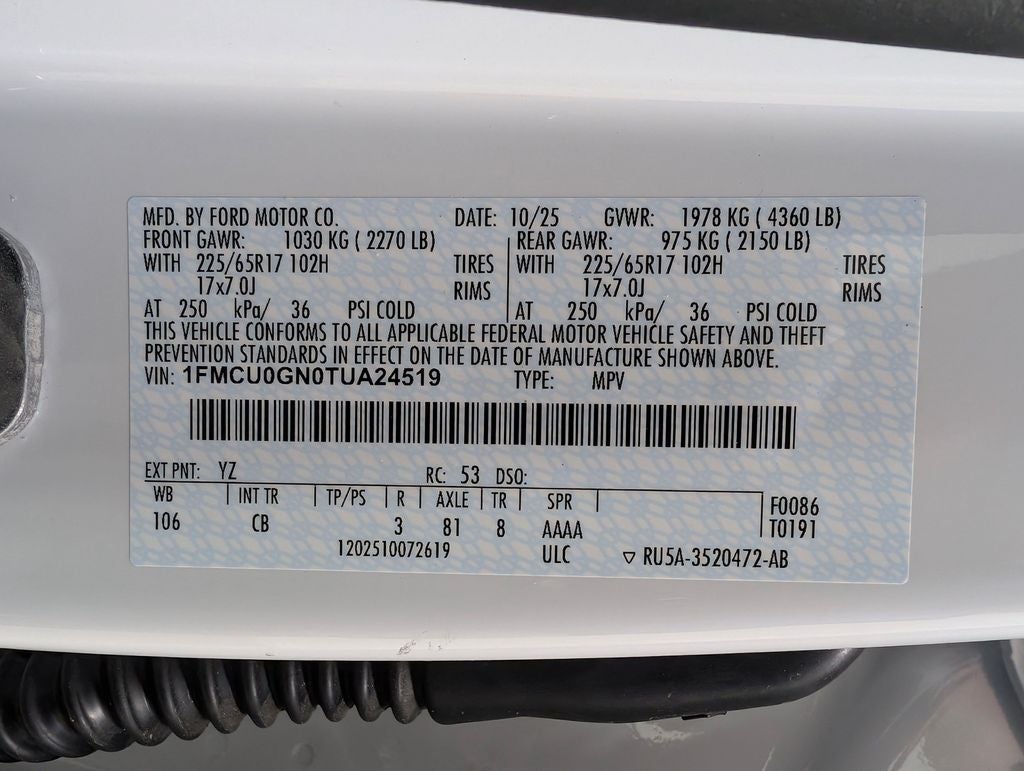 MFD. BY FORD MOTOR CO. DATE: 10/25 GVWR: 1978 KG ( 4360 LB)
FRONT GAWR: 1030 KG ( 2270 LB) REAR GAWR: 975 KG ( 2150 LB)
WITH 225/65R17 102H TIRES WITH 225/65R17 102H TIRES
17x7.0J RIMS 17x7.0J RIMS
AT 250 kPa/ 36 PSI COLD AT 250 kPa/ 36 PSI COLD
THIS VEHICLE CONFORMS TO ALL APPLICABLE FEDERAL MOTOR VEHICLE SAFETY AND THEFT
PREVENTION STANDARDS IN EFFECT ON THE DATE OF MANUFACTURE SHOWN ABOVE.
VIN: 1FMCU0GN0TUA24519 TYPE: MPV
EXT PNT: YZ RC: 53 DSO:
WB INT TR TP/PS R AXLE TR SPR F0086
106 CB 3 81 8 AAAA T0191
1202510072619 ULC ▽ RU5A-3520472-AB